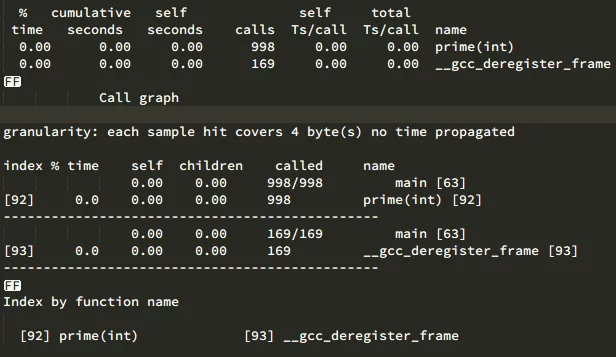 %   cumulative   self              self     total
 time   seconds   seconds    calls  Ts/call  Ts/call  name
  0.00      0.00     0.00      998     0.00     0.00  prime(int)
  0.00      0.00     0.00      169     0.00     0.00  __gcc_deregister_frame
FF
            Call graph
granularity: each sample hit covers 4 byte(s) no time propagated
index % time    self  children    called     name
                0.00    0.00     998/998         main [63]
[92]     0.0    0.00    0.00     998         prime(int) [92]
-----------------------------------------------
                0.00    0.00     169/169         main [63]
[93]     0.0    0.00    0.00     169         __gcc_deregister_frame [93]
-----------------------------------------------
FF
Index by function name
  [92] prime(int)             [93] __gcc_deregister_frame